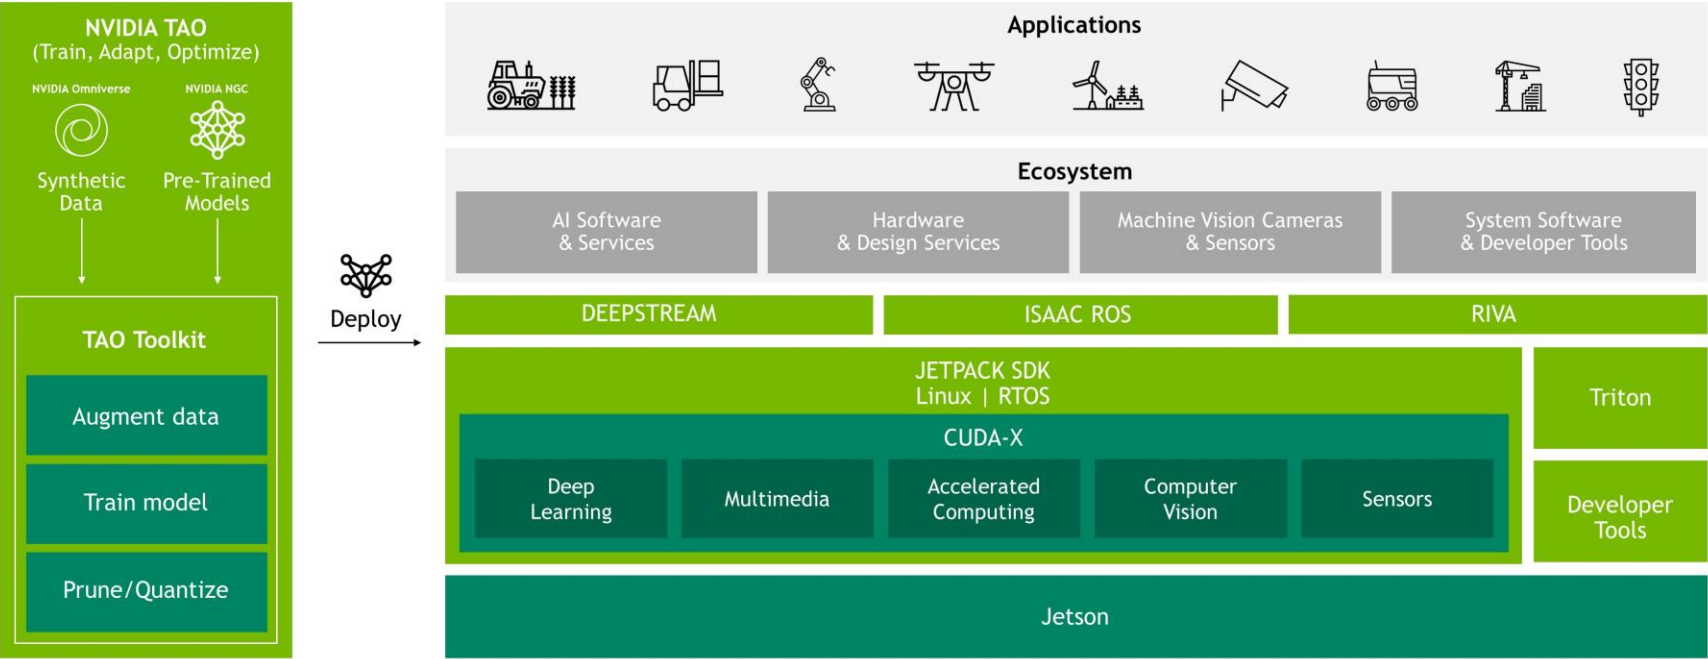 NVIDIA TAO
(Train, Adapt, Optimize)
NVIDIA Omniverse
NVIDIA NGC
Synthetic
Data
Pre-Trained
Models
TAO Toolkit
Augment data
Train model
Prune/Quantize
Deploy
Applications
Ecosystem
AI Software
& Services
Hardware
& Design Services
Machine Vision Cameras
& Sensors
System Software
& Developer Tools
DEEPSTREAM
ISAAC ROS
RIVA
JETPACK SDK
Linux | RTOS
CUDA-X
Deep
Learning
Multimedia
Accelerated
Computing
Computer
Vision
Sensors
Triton
Developer
Tools
Jetson